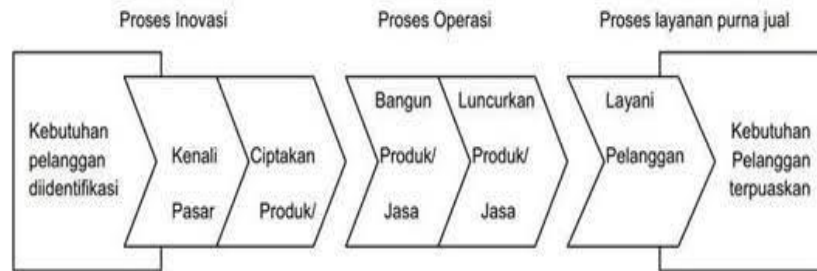 Proses Inovasi
Proses Operasi
Proses layanan purna jual
Kebutuhan
pelanggan
diidentifikasi
Kenali
Pasar
Ciptakan
Produk/
Bangun
Produk/
Jasa
Luncurkan
Produk/
Jasa
Layani
Pelanggan
Kebutuhan
Pelanggan
terpuaskan